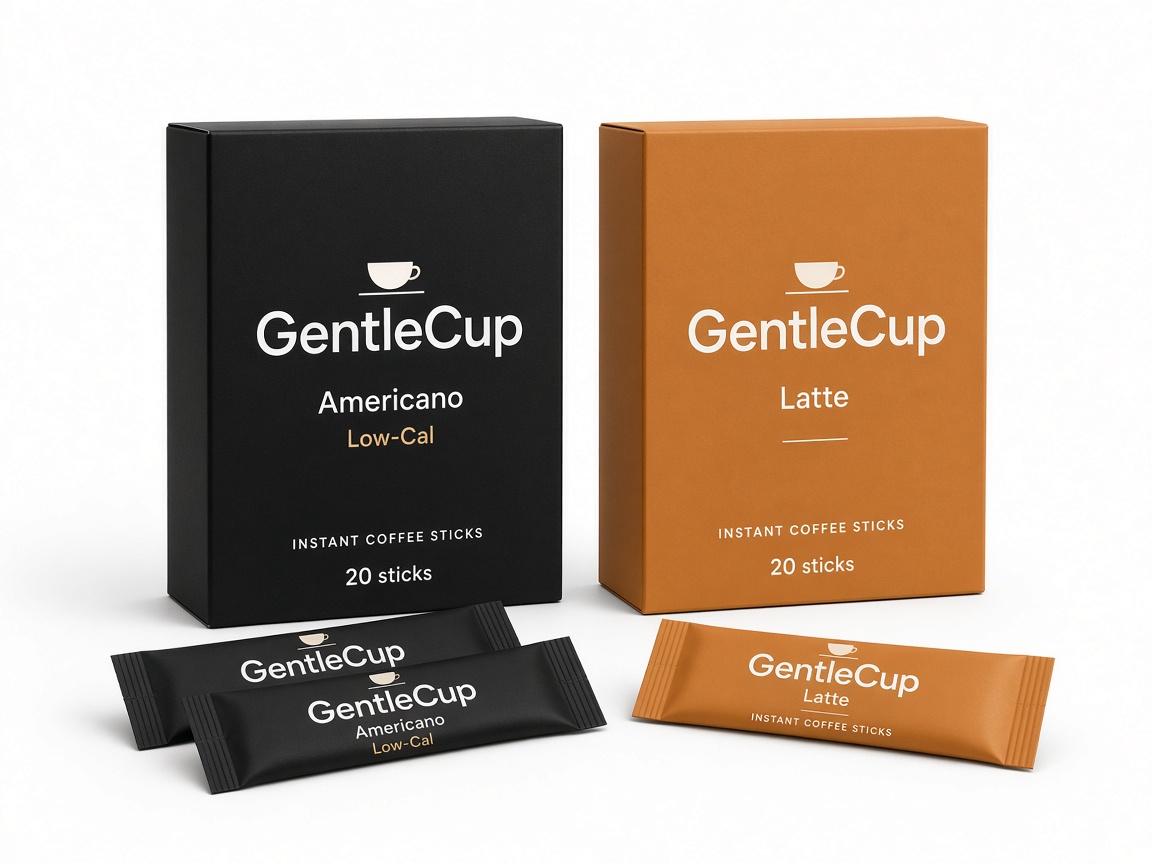 GentleCup
Americano
Low-Cal
INSTANT COFFEE STICKS
20 sticks
GentleCup
Latte
INSTANT COFFEE STICKS
20 sticks
GentleCup
GentleCup
Americano
Low-Cal
GentleCup
Latte
INSTANT COFFEE STICKS